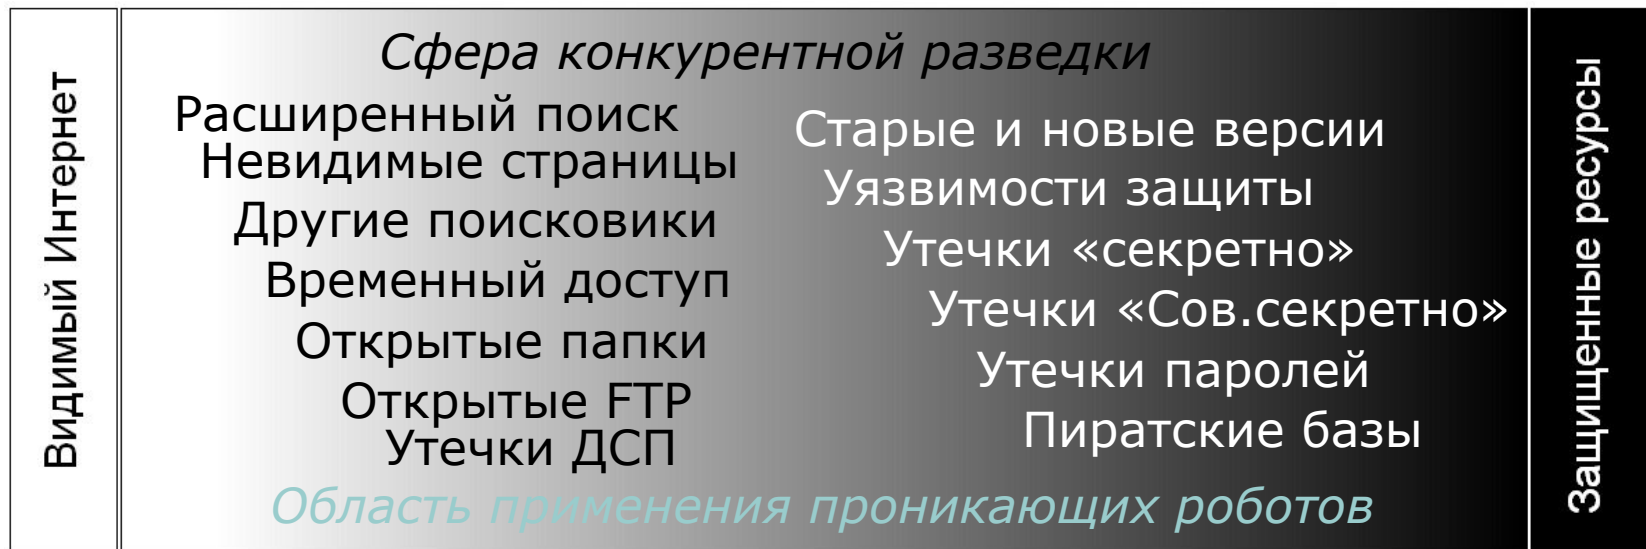 Видимый Интернет
Сфера конкурентной разведки
Расширенный поиск
Невидимые страницы
Другие поисковики
Временный доступ
Открытые папки
Открытые FTP
Утечки ДСП
Старые и новые версии
Уязвимости защиты
Утечки «секретно»
Утечки «Сов.секретно»
Утечки паролей
Пиратские базы
Область применения проникающих роботов
Защищенные ресурсы